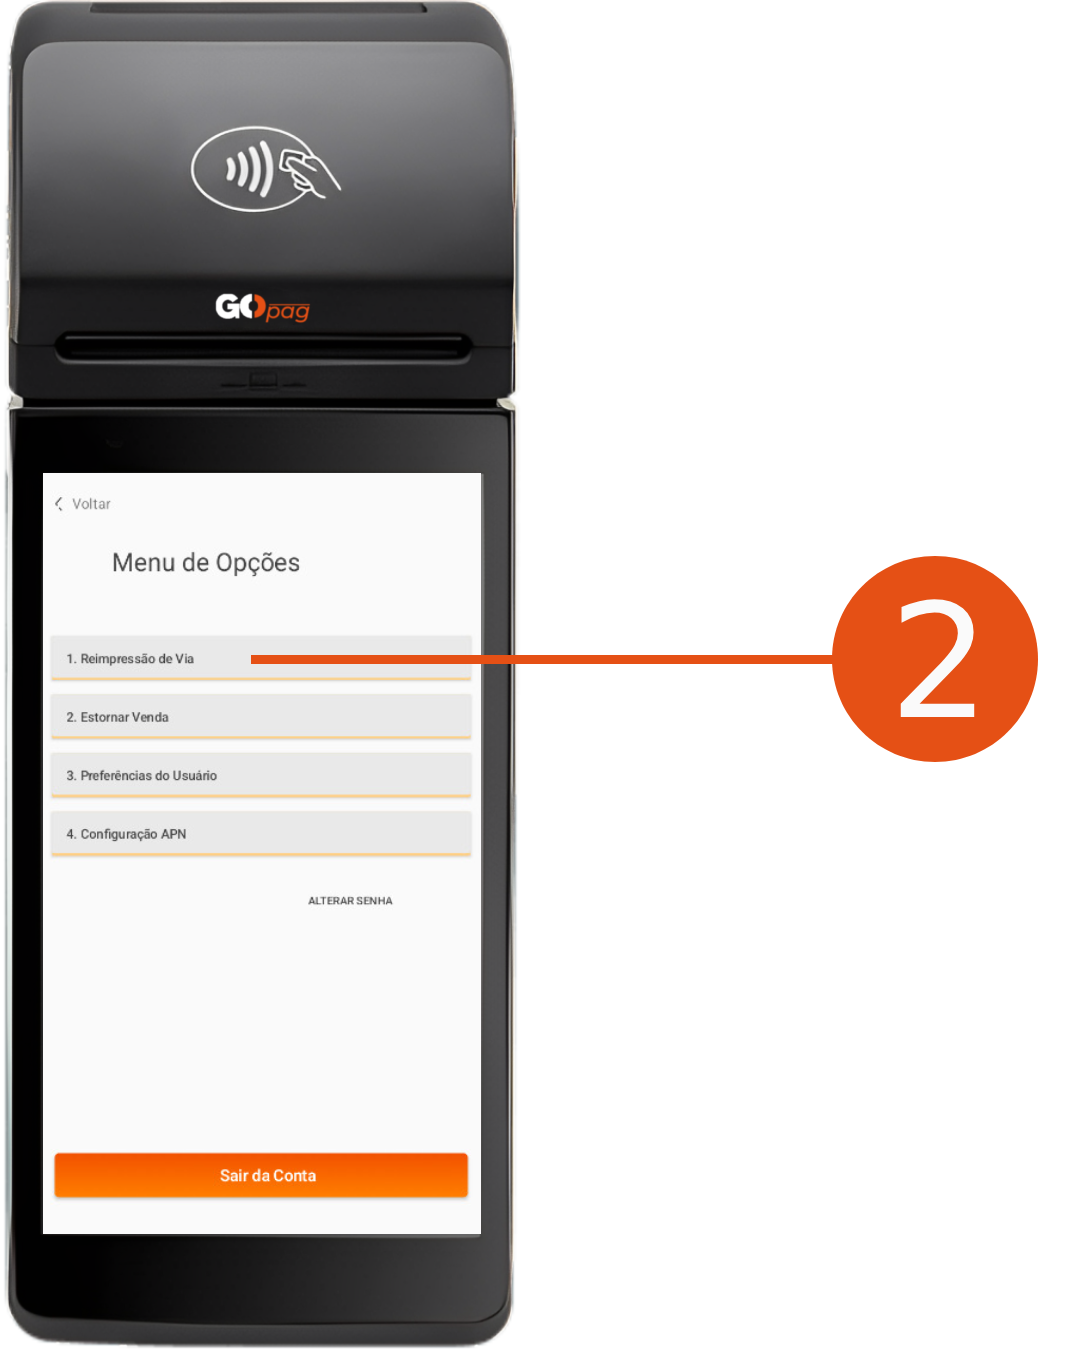 GOpag
Voltar
Menu de Opções
1. Reimpressão de Via
2
2. Estornar Venda
3. Preferências do Usuário
4. Configuração APN
ALTERAR SENHA
Sair da Conta